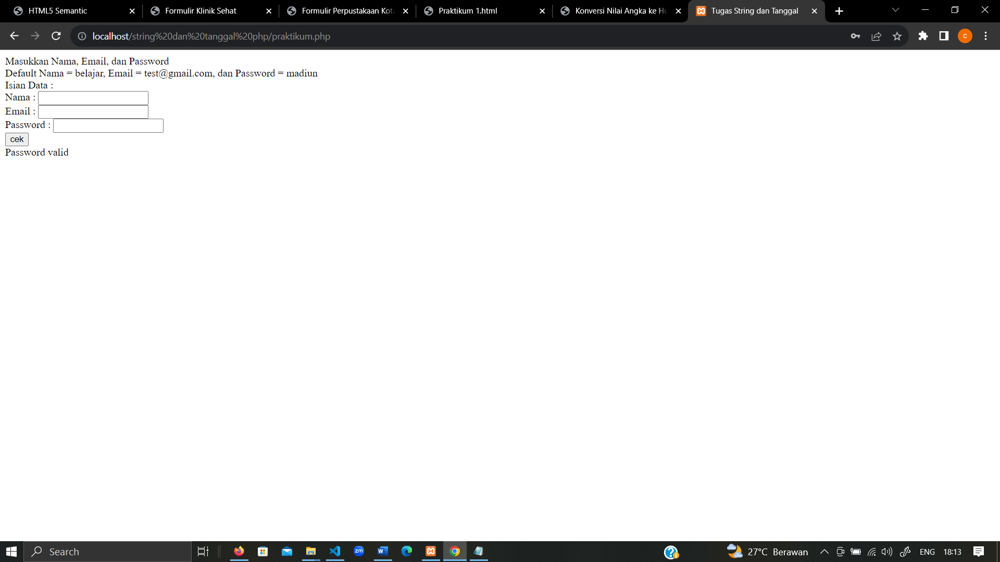 HTML5 Semantic
Formulir Klinik Sehat
Formulir Perpustakaan Kot
Praktikum 1.html
Konversi Nilai Angka ke Hu
Tugas String dan Tanggal
localhost/string%20dan%20tanggal%20php/praktikum.php
c
Masukkan Nama, Email, dan Password
Default Nama = belajar, Email = test@gmail.com, dan Password = madiun
Isian Data :
Nama :
Email :
Password :
cek
Password valid
Search
zm
W
27°C Berawan
ENG
18:13